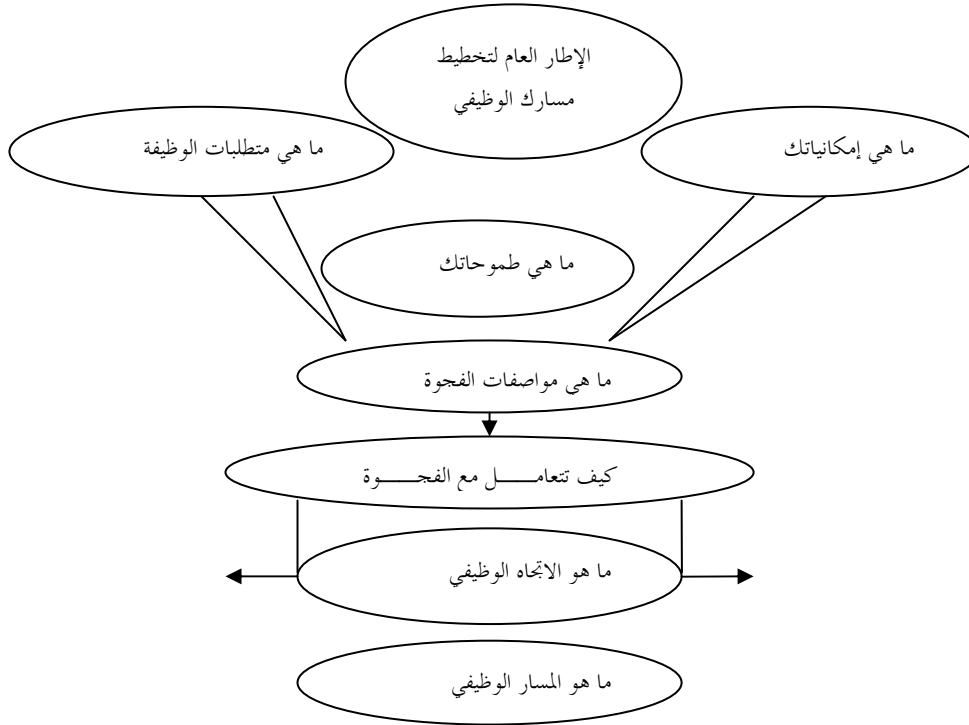 الإطار العام لتخطيط
مسارك الوظيفي
ما هي إمكانياتك
ما هي متطلبات الوظيفة
ما هي طموحاتك
ما هي مواصفات الفجوة
كيف تتعامـــــل مع الفجـــــوة
ما هو الاتجاه الوظيفي
ما هو المسار الوظيفي